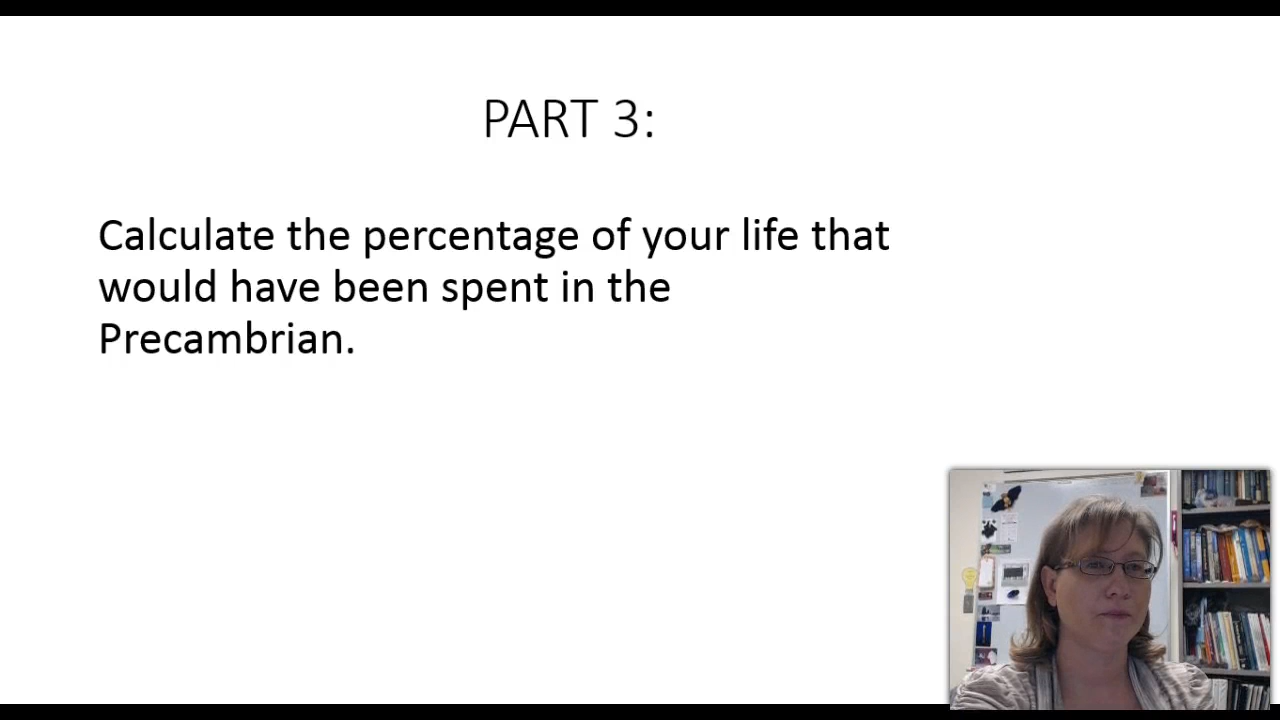 PART 3:
Calculate the percentage of your life that
would have been spent in the
Precambrian.